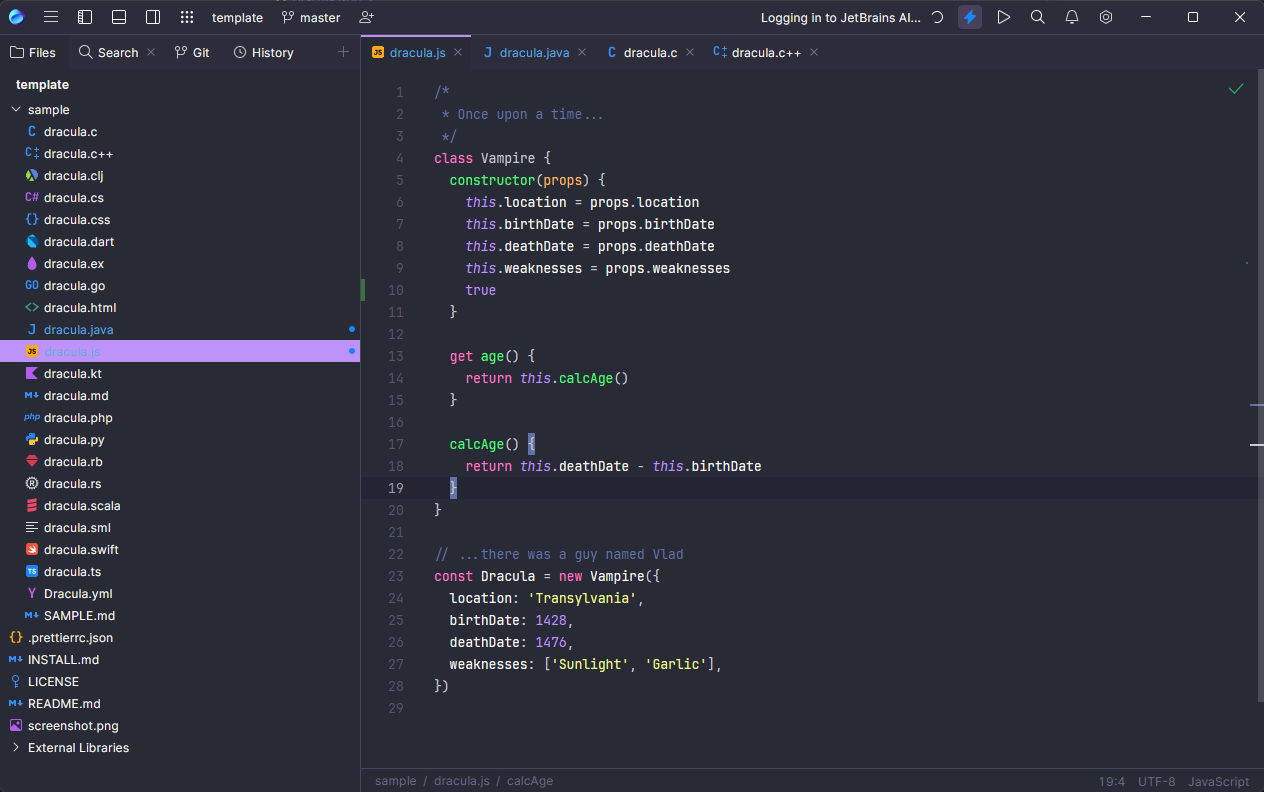 template master Logging in to JetBrains AI...
Files Search Git History
dracula.js dracula.java dracula.c dracula.c++
template
sample
dracula.c
dracula.c++
dracula.clj
C# dracula.cs
dracula.css
dracula.dart
dracula.ex
GO dracula.go
dracula.html
dracula.java
dracula.js
dracula.kt
dracula.md
php dracula.php
dracula.py
dracula.rb
dracula.rs
dracula.scala
dracula.sml
dracula.swift
TS dracula.ts
Dracula.yml
SAMPLE.md
.prettierrc.json
INSTALL.md
LICENSE
README.md
screenshot.png
External Libraries
1 /*
2  * Once upon a time...
3  */
4 class Vampire {
5   constructor(props) {
6     this.location = props.location
7     this.birthDate = props.birthDate
8     this.deathDate = props.deathDate
9     this.weaknesses = props.weaknesses
10     true
11   }
12
13   get age() {
14     return this.calcAge()
15   }
16
17   calcAge() {
18     return this.deathDate - this.birthDate
19   }
20 }
21
22 // ...there was a guy named Vlad
23 const Dracula = new Vampire({
24   location: 'Transylvania',
25   birthDate: 1428,
26   deathDate: 1476,
27   weaknesses: ['Sunlight', 'Garlic'],
28 })
29
sample / dracula.js / calcAge 19:4 UTF-8 JavaScript